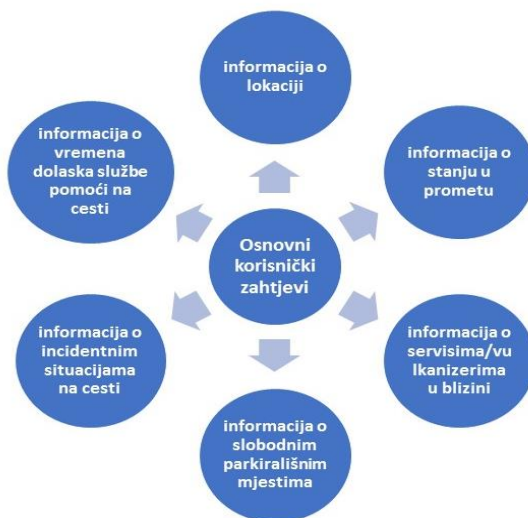 informacija o
lokaciji
informacija o
stanju u
prometu
informacija o
servisima/vu
lkanizerima
u blizini
informacija o
slobodnim
parkirališnim
mjestima
informacija o
incidentnim
situacijama
na cesti
informacija o
vremena
dolaska službe
pomoći na
cesti
Osnovni
korisnički
zahtjevi